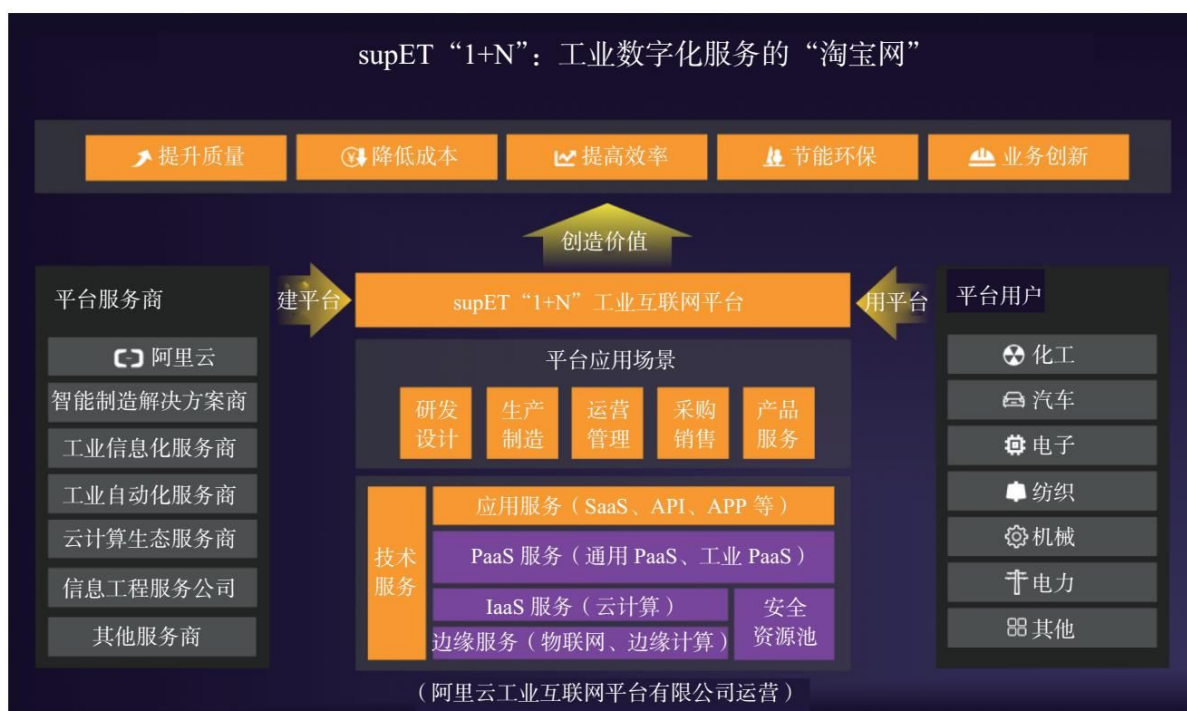 supET“1+N”：工业数字化服务的“淘宝网”
提升质量
降低成本
提高效率
节能环保
业务创新
创造价值
平台服务商
阿里云
智能制造解决方案商
工业信息化服务商
工业自动化服务商
云计算生态服务商
信息工程服务公司
其他服务商
建平台
supET“1+N”工业互联网平台
用平台
平台应用场景
研发
设计
生产
制造
运营
管理
采购
销售
产品
服务
技术
服务
应用服务（SaaS、API、APP 等）
PaaS 服务（通用 PaaS、工业 PaaS）
IaaS 服务（云计算）
边缘服务（物联网、边缘计算）
安全
资源池
（阿里云工业互联网平台有限公司运营）
平台用户
化工
汽车
电子
纺织
机械
电力
其他